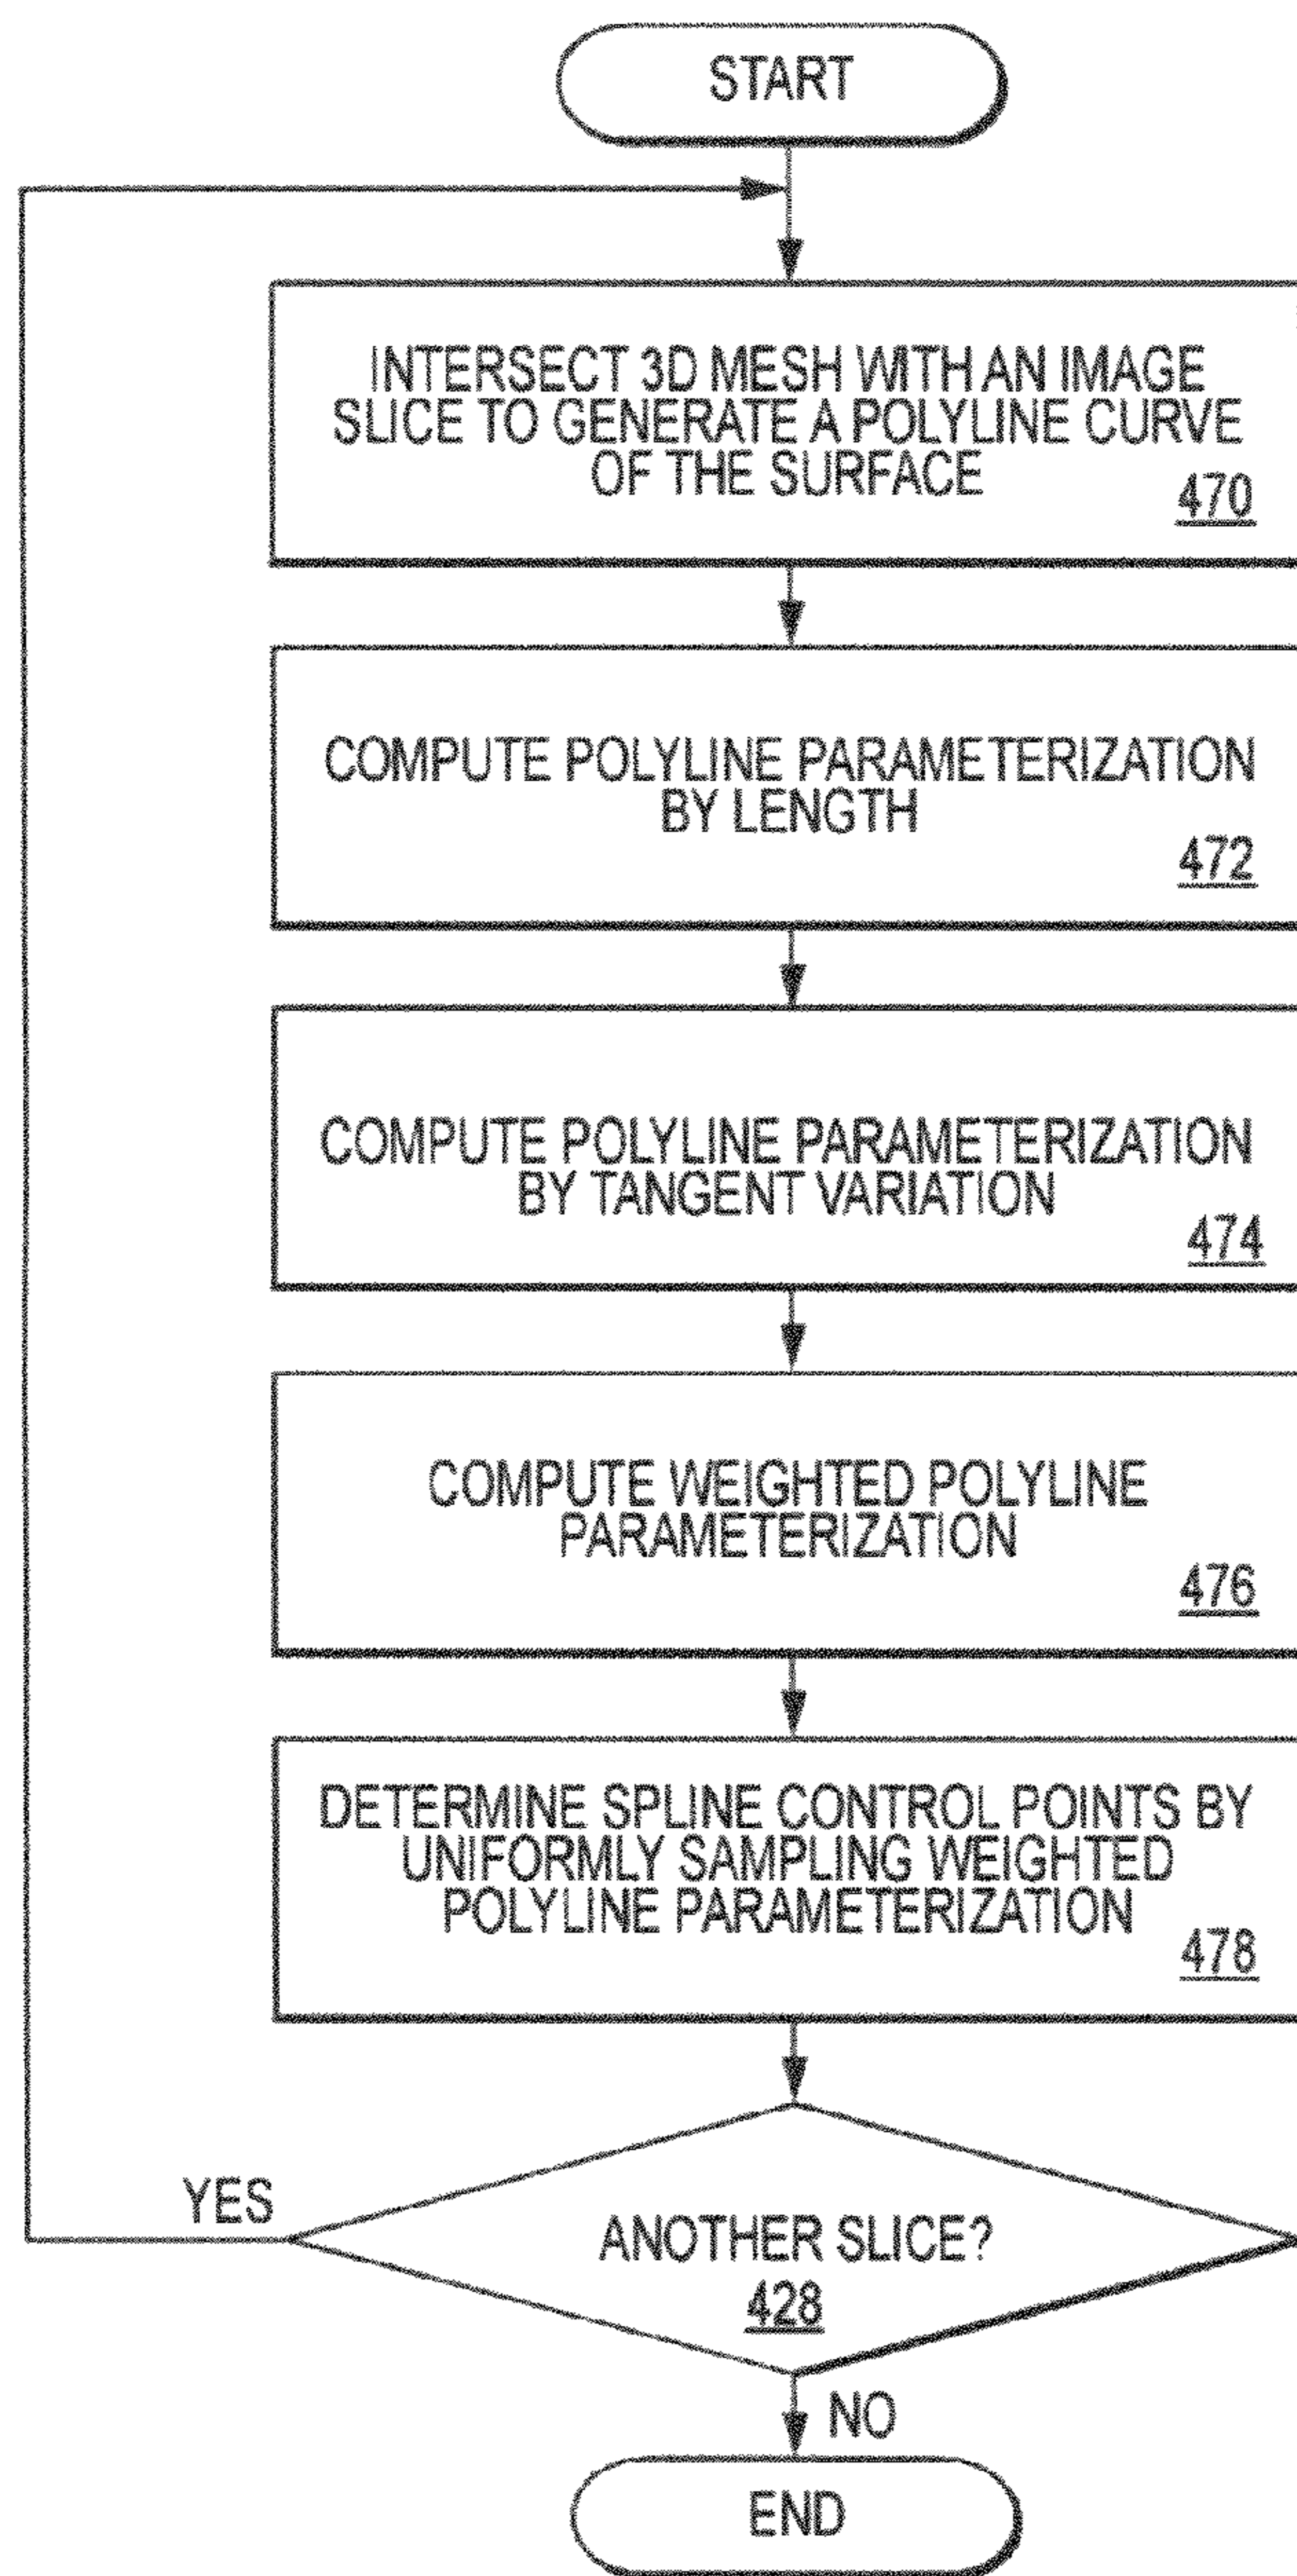 START
INTERSECT 3D MESH WITH AN IMAGE
SLICE TO GENERATE A POLYLINE CURVE
OF THE SURFACE
470
COMPUTE POLYLINE PARAMETERIZATION
BY LENGTH
472
COMPUTE POLYLINE PARAMETERIZATION
BY TANGENT VARIATION
474
COMPUTE WEIGHTED POLYLINE
PARAMETERIZATION
476
DETERMINE SPLINE CONTROL POINTS BY
UNIFORMLY SAMPLING WEIGHTED
POLYLINE PARAMETERIZATION
478
YES
ANOTHER SLICE?
428
NO
END